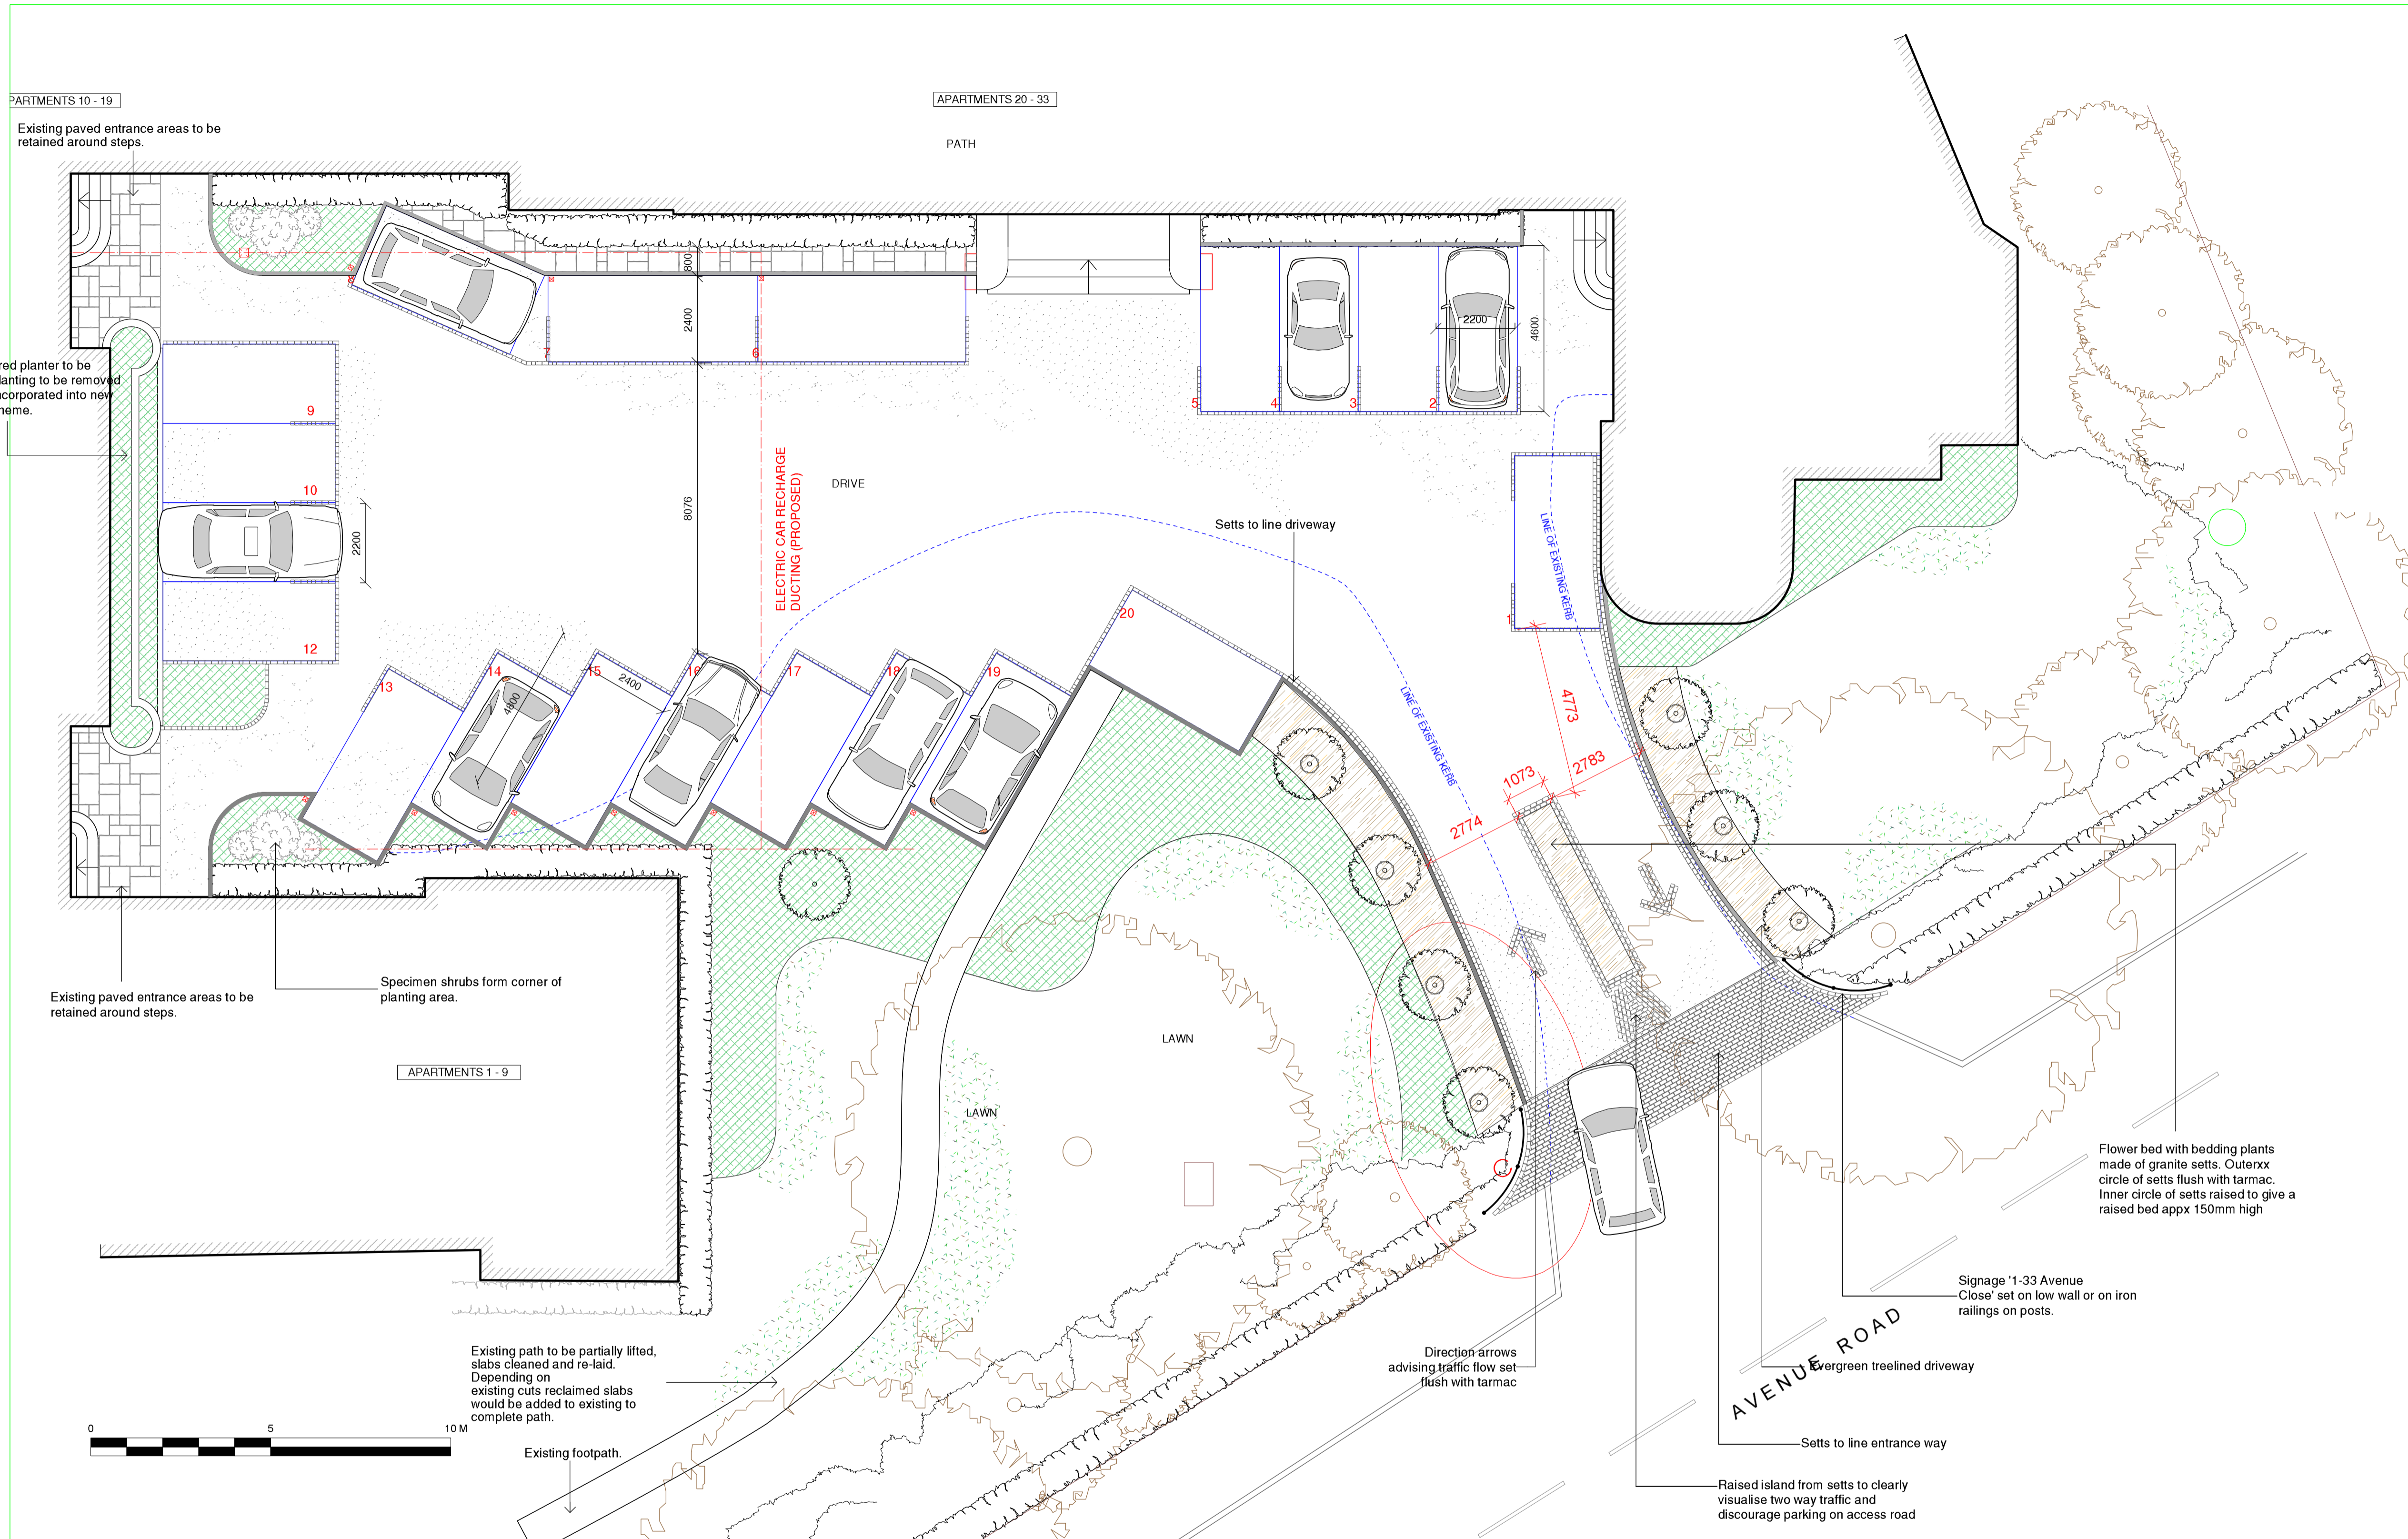 PARTMENTS 10 - 19
APARTMENTS 20 - 33
Existing paved entrance areas to be
retained around steps.
PATH
800
2400
8
7
6
5
4
3
2
2200
4600
red planter to be
lanting to be removed
ncorporated into new
heme.
9
10
2200
12
8076
ELECTRIC CAR RECHARGE
DUCTING (PROPOSED)
DRIVE
Setts to line driveway
LINE OF EXISTING KERB
1
20
13
14
15
16
17
18
19
4800
2400
LINE OF EXISTING KERB
4773
1073
2783
2774
Existing paved entrance areas to be
retained around steps.
Specimen shrubs form corner of
planting area.
APARTMENTS 1 - 9
LAWN
LAWN
Flower bed with bedding plants
made of granite setts. Outerxx
circle of setts flush with tarmac.
Inner circle of setts raised to give a
raised bed appx 150mm high
Signage '1-33 Avenue
Close' set on low wall or on iron
railings on posts.
AVENUE ROAD
Evergreen treelined driveway
Direction arrows
advising traffic flow set
flush with tarmac
Existing path to be partially lifted,
slabs cleaned and re-laid.
Depending on
existing cuts reclaimed slabs
would be added to existing to
complete path.
Existing footpath.
Setts to line entrance way
Raised island from setts to clearly
visualise two way traffic and
discourage parking on access road
0 5 10 M